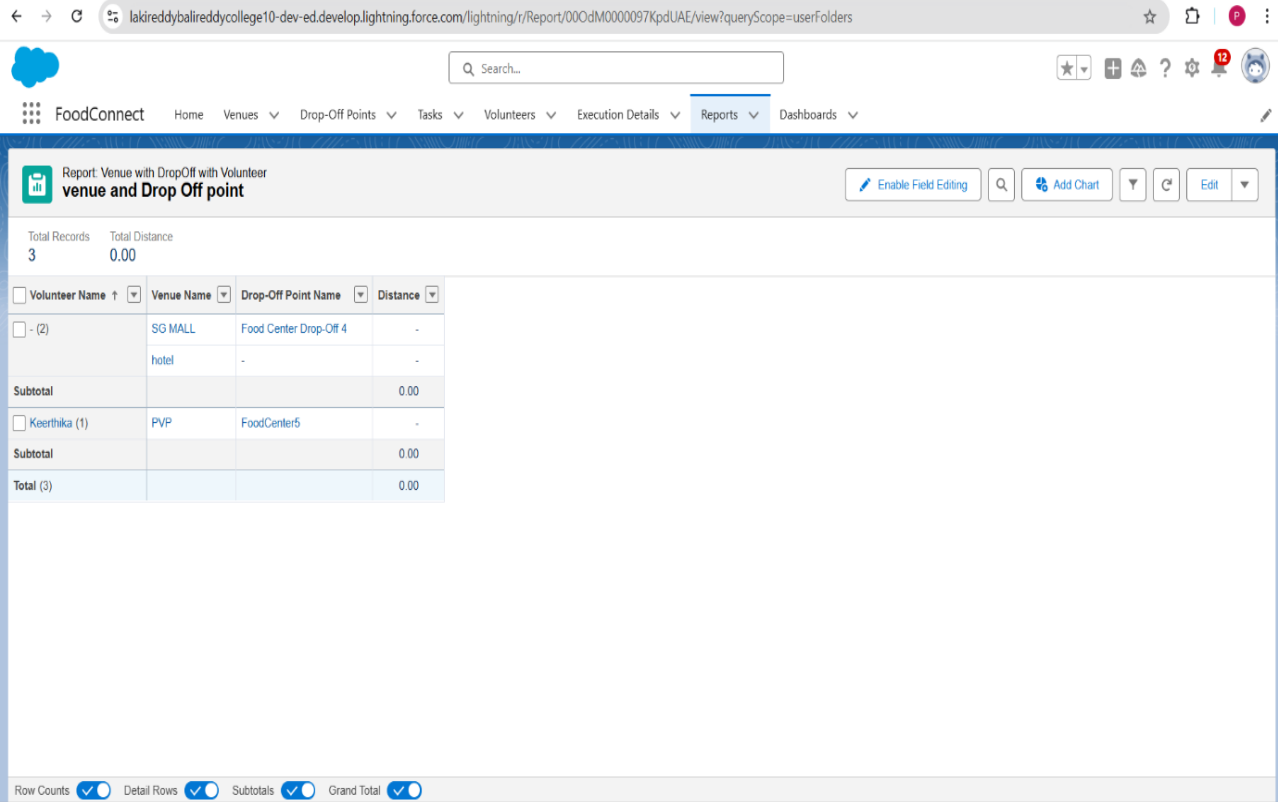 lakireddybalireddycollege10-dev-ed.develop.lightning.force.com/lightning/r/Report/00OdM0000097KpdUAE/view?queryScope=userFolders
P
Search...
12
FoodConnect Home Venues Drop-Off Points Tasks Volunteers Execution Details Reports Dashboards
Report: Venue with DropOff with Volunteer
venue and Drop Off point
Enable Field Editing Add Chart Edit
Total Records Total Distance
3 0.00
Volunteer Name ↑ Venue Name Drop-Off Point Name Distance
- (2) SG MALL Food Center Drop-Off 4 -
hotel - -
Subtotal 0.00
Keerthika (1) PVP FoodCenter5 -
Subtotal 0.00
Total (3) 0.00
Row Counts Detail Rows Subtotals Grand Total